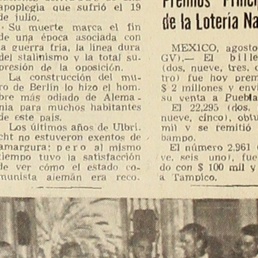 apoplegía que sufrió el 19
de julio.
Su muerte marca el fin
de una época asociada con
la guerra fría, la línea dura
del stalinismo y la total su-
presión de la oposición.
La construcción del mu-
ro de Berlín lo hizo el hom-
bre más odiado de Alema-
nia para muchos habitantes
de este país.
Los últimos años de Ulbri-
cht no estuvieron exentos de
amargura; pero al mismo
tiempo tuvo la satisfacción
de ver cómo el estado co-
munista alemán era reco-
de la Lotería Na
MEXICO, agosto
GV).— El bille
(dos, nueve, tres, c
tro) fue hoy prem
$ 2 millones y envi
su venta a Puebla
El 22,295 (dos,
nueve, cinco), obtu
mil y se remitió
bampo.
El número 2,961 (
ve, seis uno), fue
do con $ 100 mil y
a Tampico.